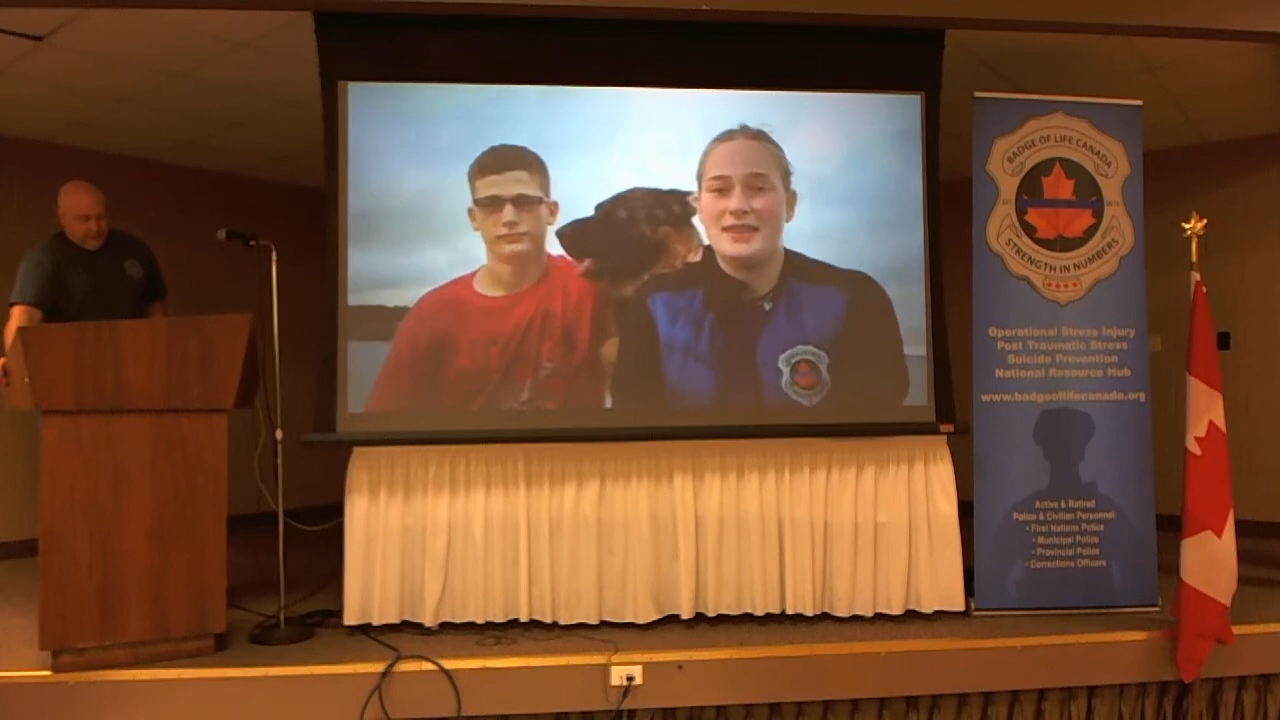 BADGE OF LIFE CANADA
STRENGTH IN NUMBERS
Operational Stress Injury
Post Traumatic Stress
Suicide Prevention
National Resource Hub
www.badgeoflifecanada.org
Active & Retired
Police & Civilian Personnel:
• First Nations Police
• Municipal Police
• Provincial Police
• Corrections Officers